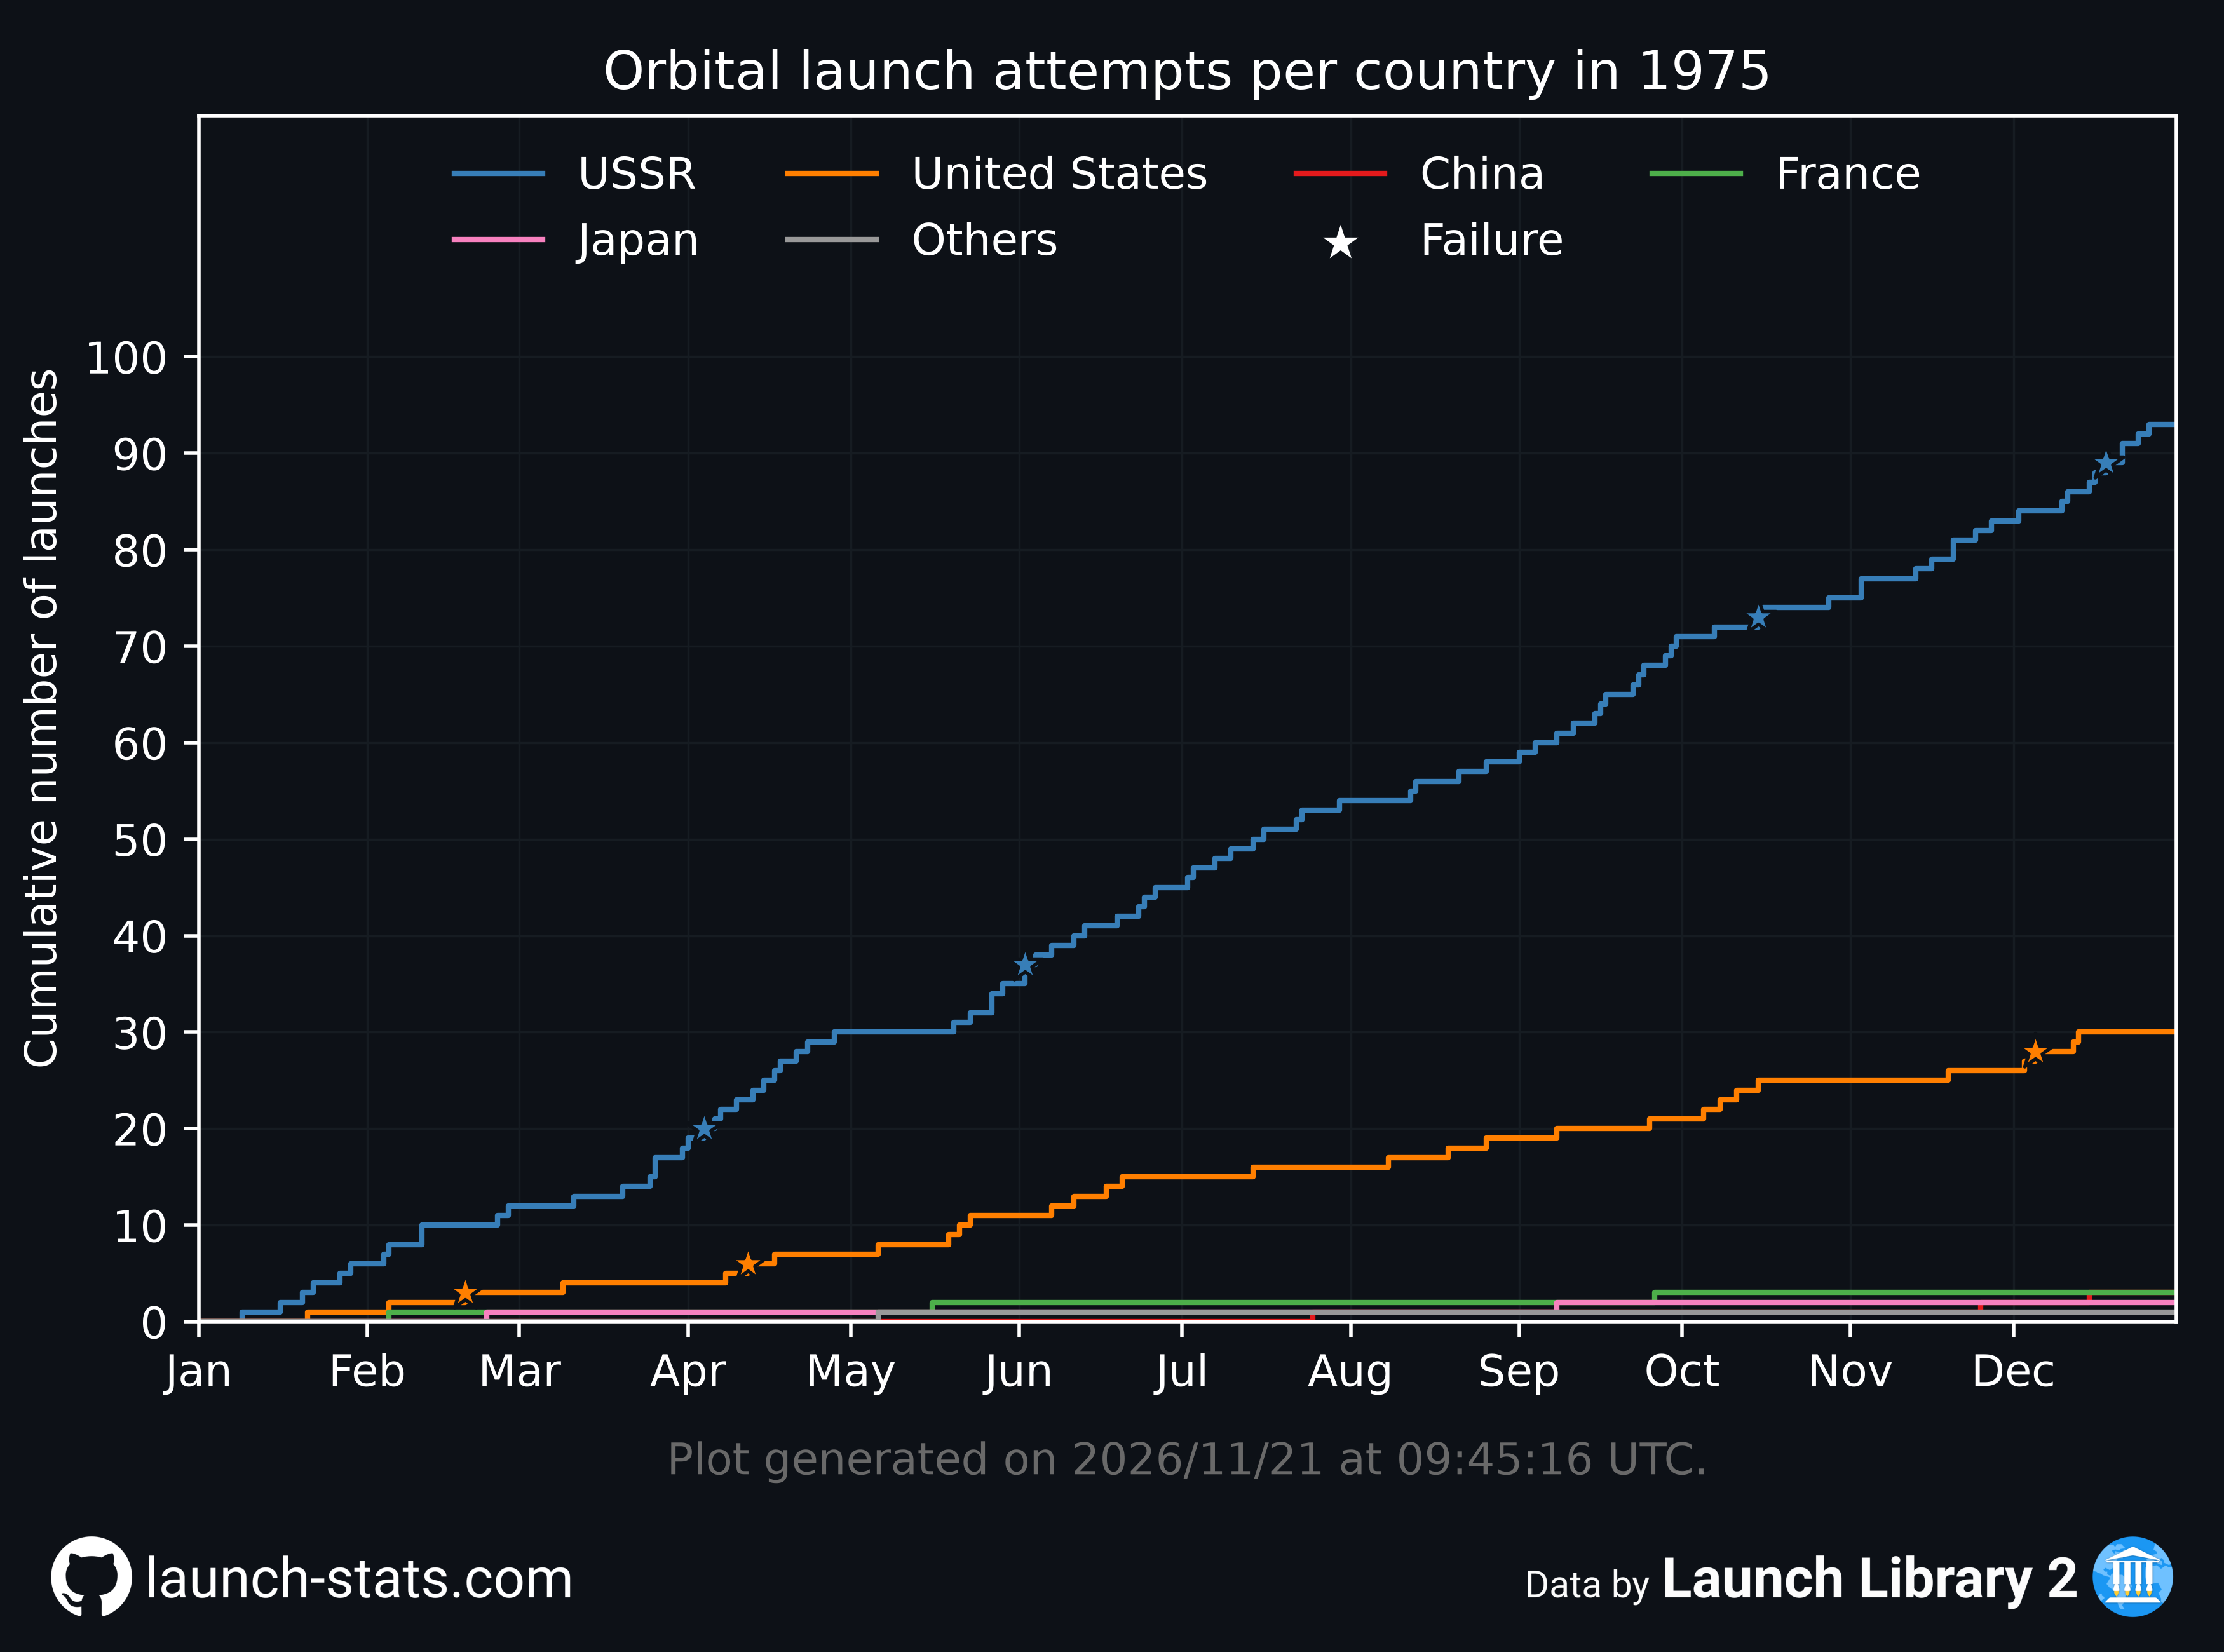 Orbital launch attempts per country in 1975
USSR United States China France
Japan Others Failure
Cumulative number of launches
100
90
80
70
60
50
40
30
20
10
0
Jan Feb Mar Apr May Jun Jul Aug Sep Oct Nov Dec
Plot generated on 2026/11/21 at 09:45:16 UTC.
launch-stats.com
Data by Launch Library 2